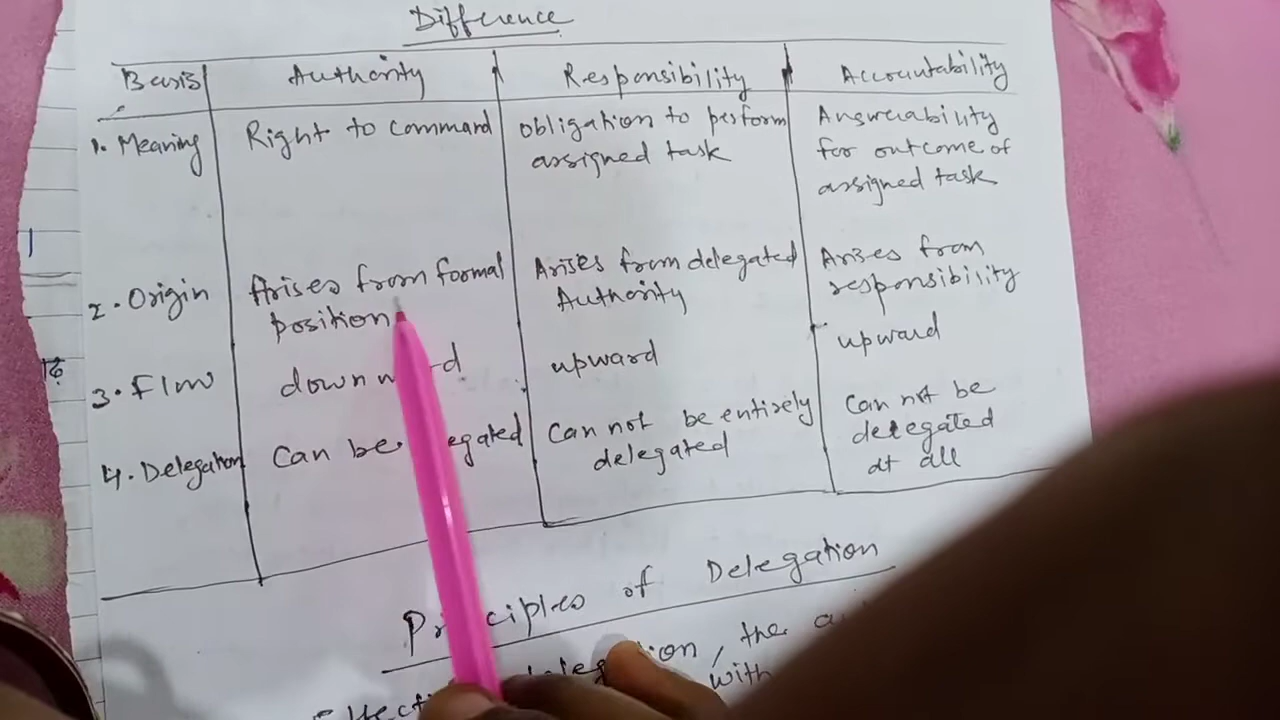 Difference
Basis Authority Responsibility Accountability
1. Meaning Right to command Obligation to perform assigned task Answerability for outcome of assigned task
2. Origin Arises from formal position Arises from delegated Authority Arises from responsibility
3. Flow downward upward upward
4. Delegation Can be delegated Can not be entirely delegated Can not be delegated at all
Principles of Delegation
the
with